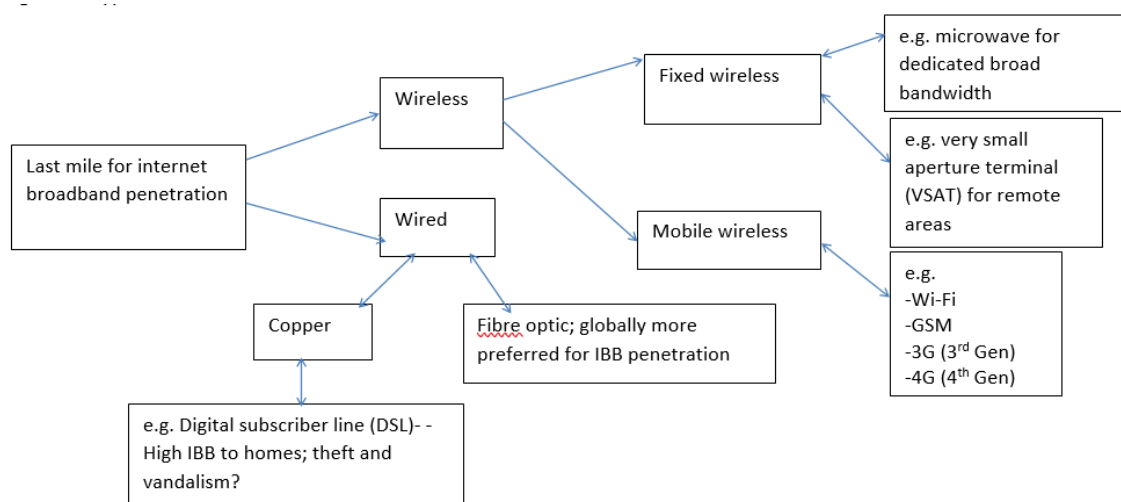 Last mile for internet
broadband penetration
Wireless
Wired
Fixed wireless
Mobile wireless
e.g. microwave for
dedicated broad
bandwidth
e.g. very small
aperture terminal
(VSAT) for remote
areas
e.g.
-Wi-Fi
-GSM
-3G (3rd Gen)
-4G (4th Gen)
Copper
Fibre optic; globally more
preferred for IBB penetration
e.g. Digital subscriber line (DSL)- -
High IBB to homes; theft and
vandalism?